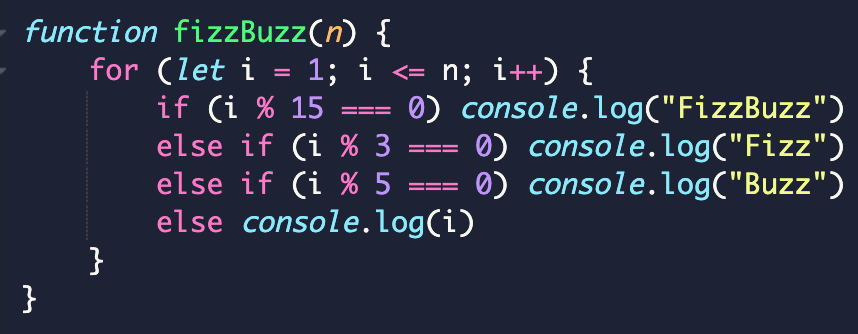 function fizzBuzz(n) {
    for (let i = 1; i <= n; i++) {
        if (i % 15 === 0) console.log("FizzBuzz")
        else if (i % 3 === 0) console.log("Fizz")
        else if (i % 5 === 0) console.log("Buzz")
        else console.log(i)
    }
}